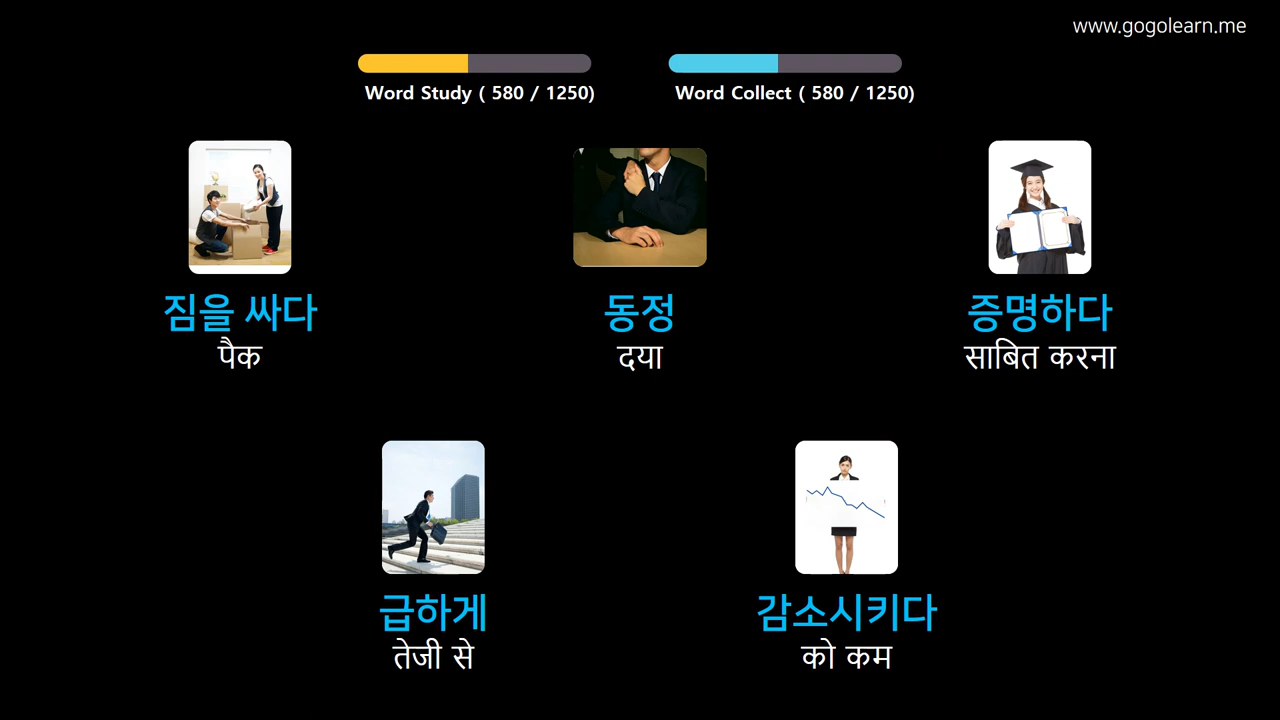 www.gogolearn.me
Word Study ( 580 / 1250)
Word Collect ( 580 / 1250)
짐을 싸다
पैक
동정
दया
증명하다
साबित करना
급하게
तेजी से
감소시키다
को कम